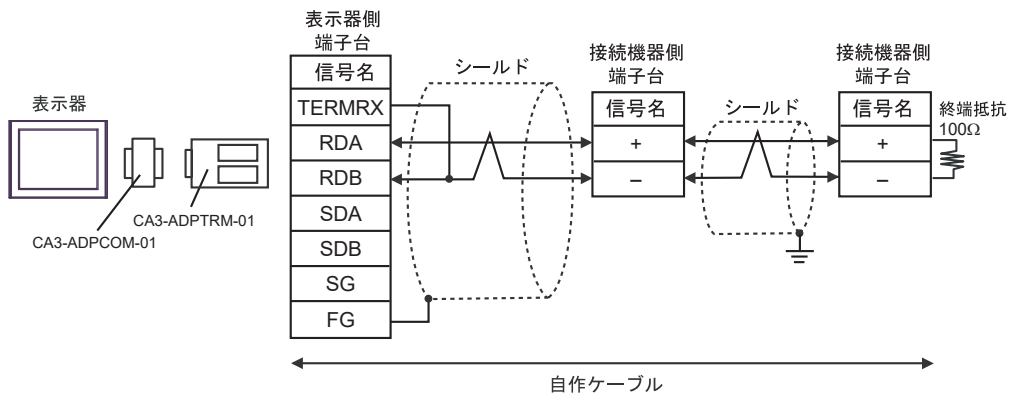 表示器
CA3-ADPCOM-01
CA3-ADPTRM-01
表示器側
端子台
信号名
TERMRX
RDA
RDB
SDA
SDB
SG
FG
シールド
接続機器側
端子台
信号名
+
−
シールド
接続機器側
端子台
信号名
+
−
終端抵抗
100Ω
自作ケーブル